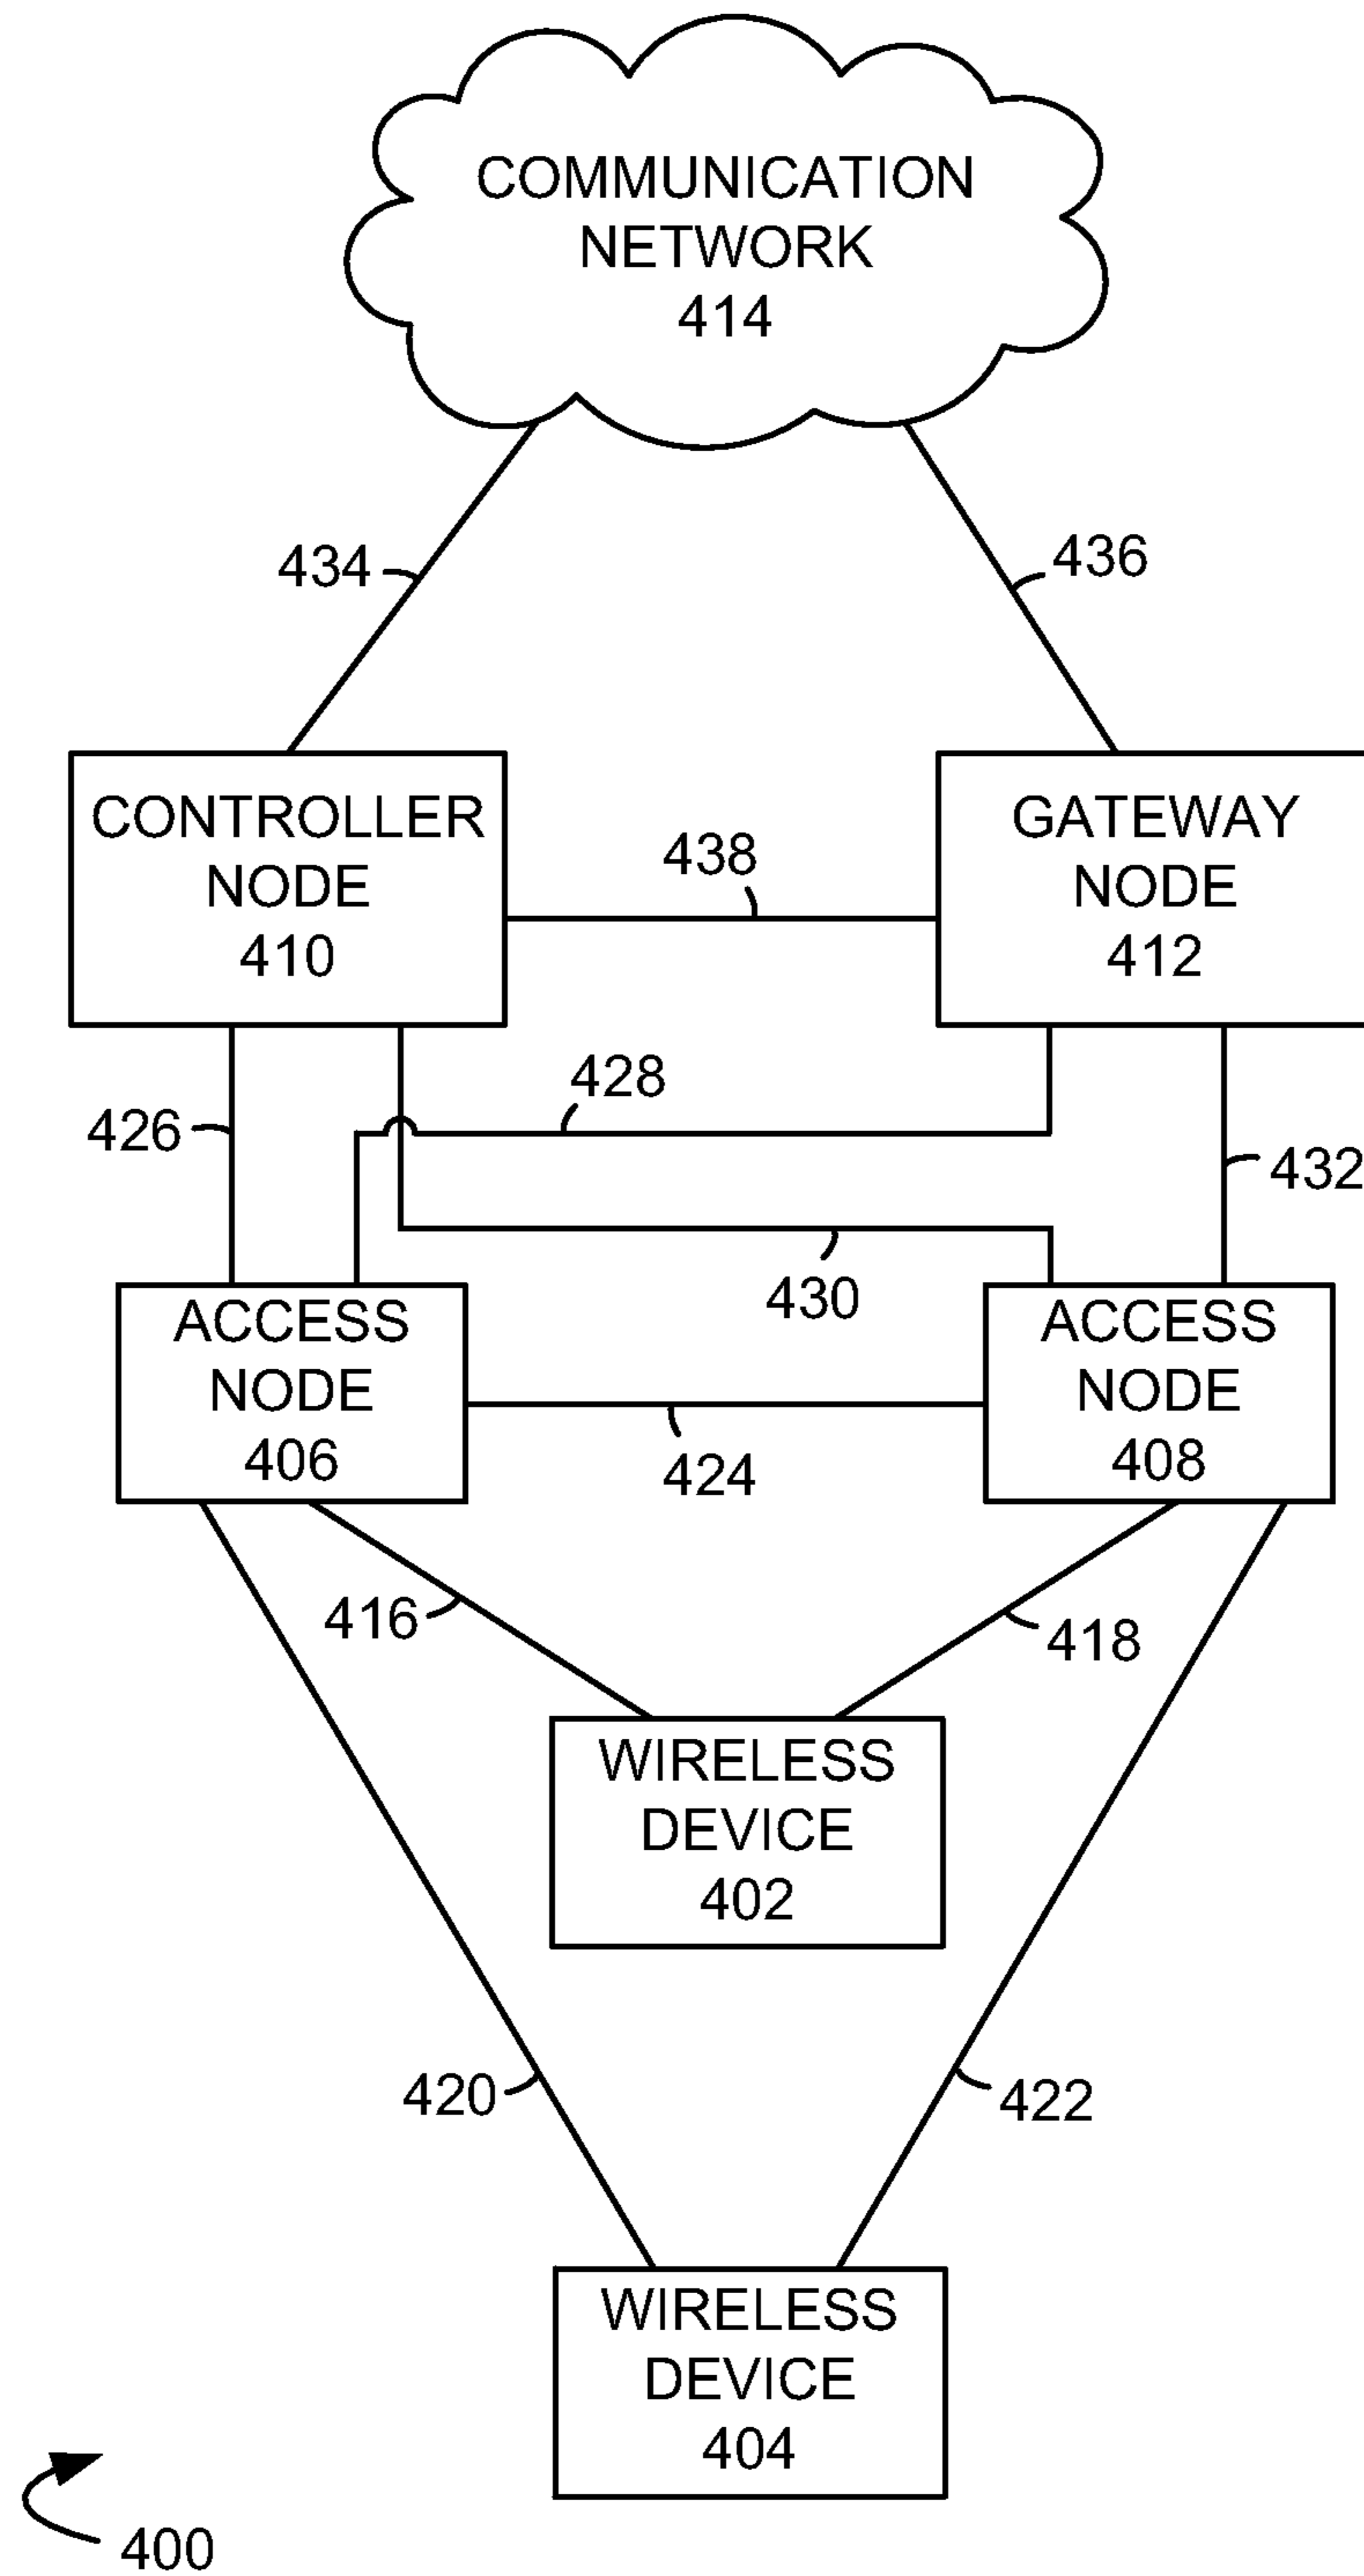 COMMUNICATION
NETWORK
414
434
436
CONTROLLER
NODE
410
438
GATEWAY
NODE
412
428
426
432
430
ACCESS
NODE
406
424
ACCESS
NODE
408
416
418
WIRELESS
DEVICE
402
420
422
WIRELESS
DEVICE
404
400